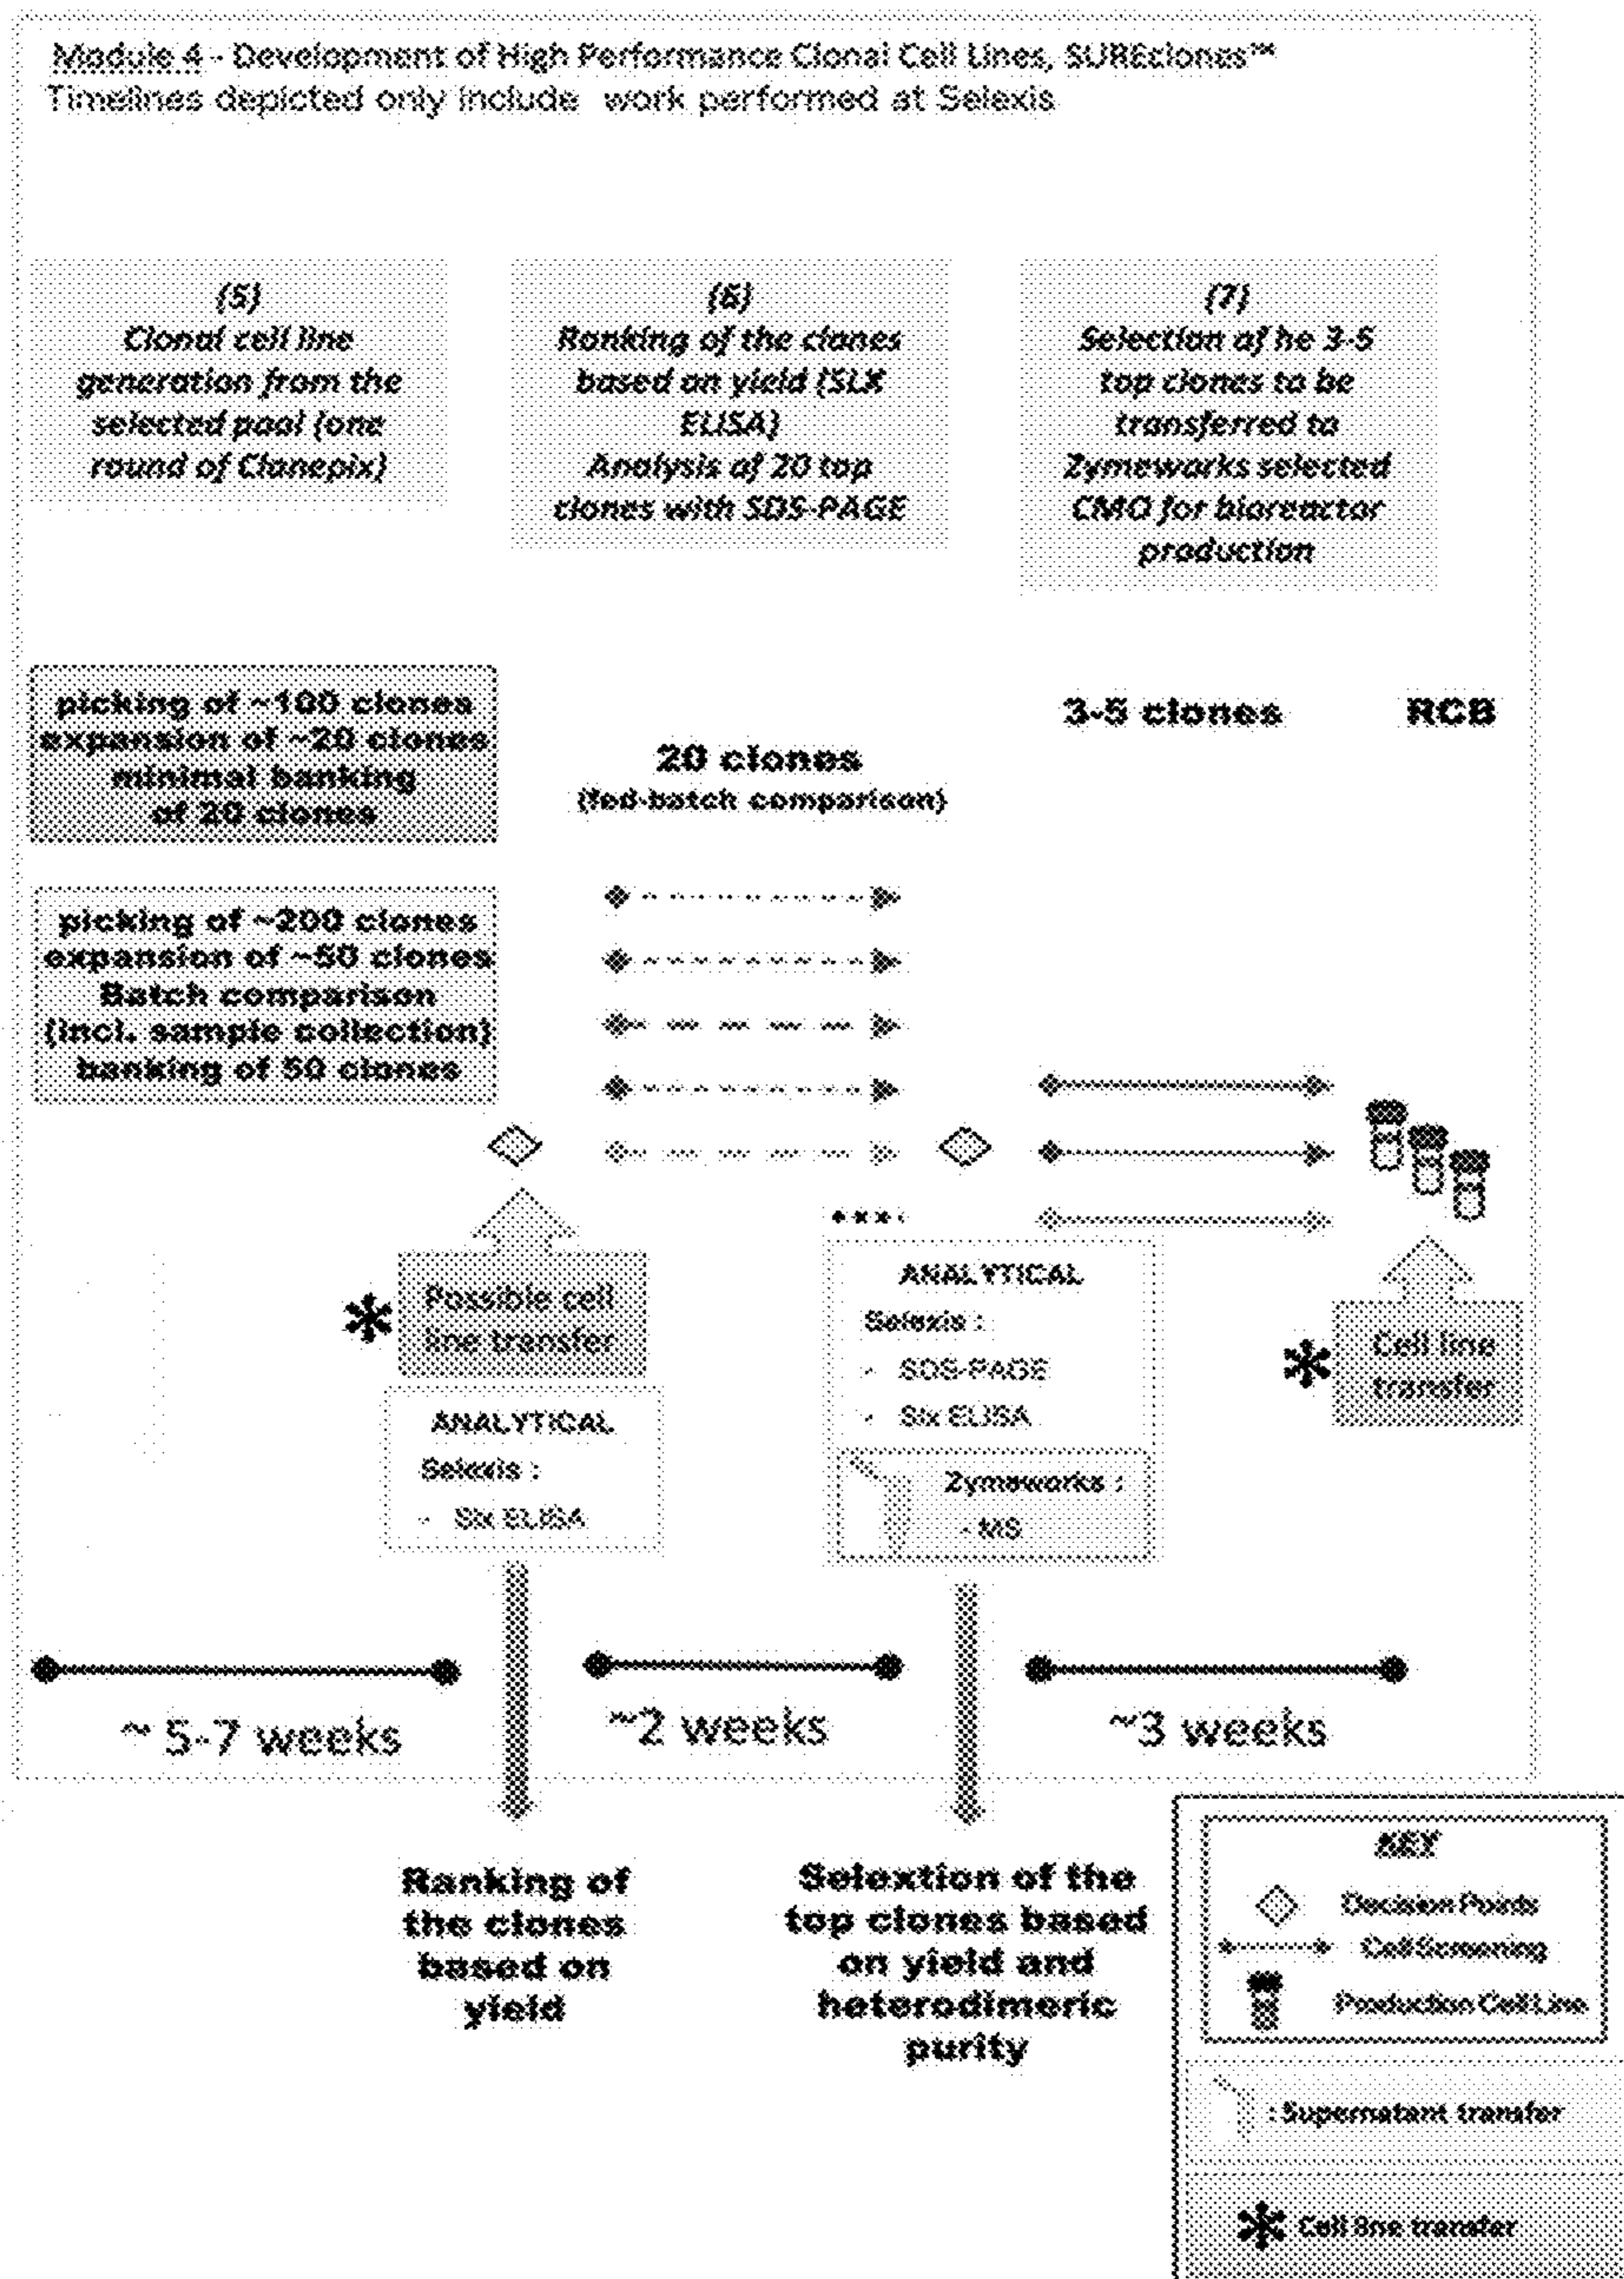 Module 4 - Development of High Performance Clonal Cell Lines, SUREclones™
Timelines depicted only include work performed at Selexis
(5)
Clonal cell line
generation from the
selected pool (one
round of Clonepix)
(6)
Ranking of the clones
based on yield (SLX
ELISA)
Analysis of 20 top
clones with SDS-PAGE
(7)
Selection of he 3-5
top clones to be
transferred to
Zymeworks selected
CMO for bioreactor
production
picking of ~100 clones
expansion of ~20 clones
minimal banking
of 20 clones
picking of ~200 clones
expansion of ~50 clones
Batch comparison
(incl. sample collection)
banking of 50 clones
20 clones
(fed-batch comparison)
3-5 clones
RCB
* Possible cell
line transfer
ANALYTICAL
Selexis :
- Slx ELISA
ANALYTICAL
Selexis :
- SDS-PAGE
- Slx ELISA
Zymeworks :
- MS
* Cell line
transfer
~ 5-7 weeks
~2 weeks
~3 weeks
Ranking of
the clones
based on
yield
Selextion of the
top clones based
on yield and
heterodimeric
purity
KEY
Decision Points
Cell Screening
Production Cell Line
: Supernatant transfer
* Cell line transfer